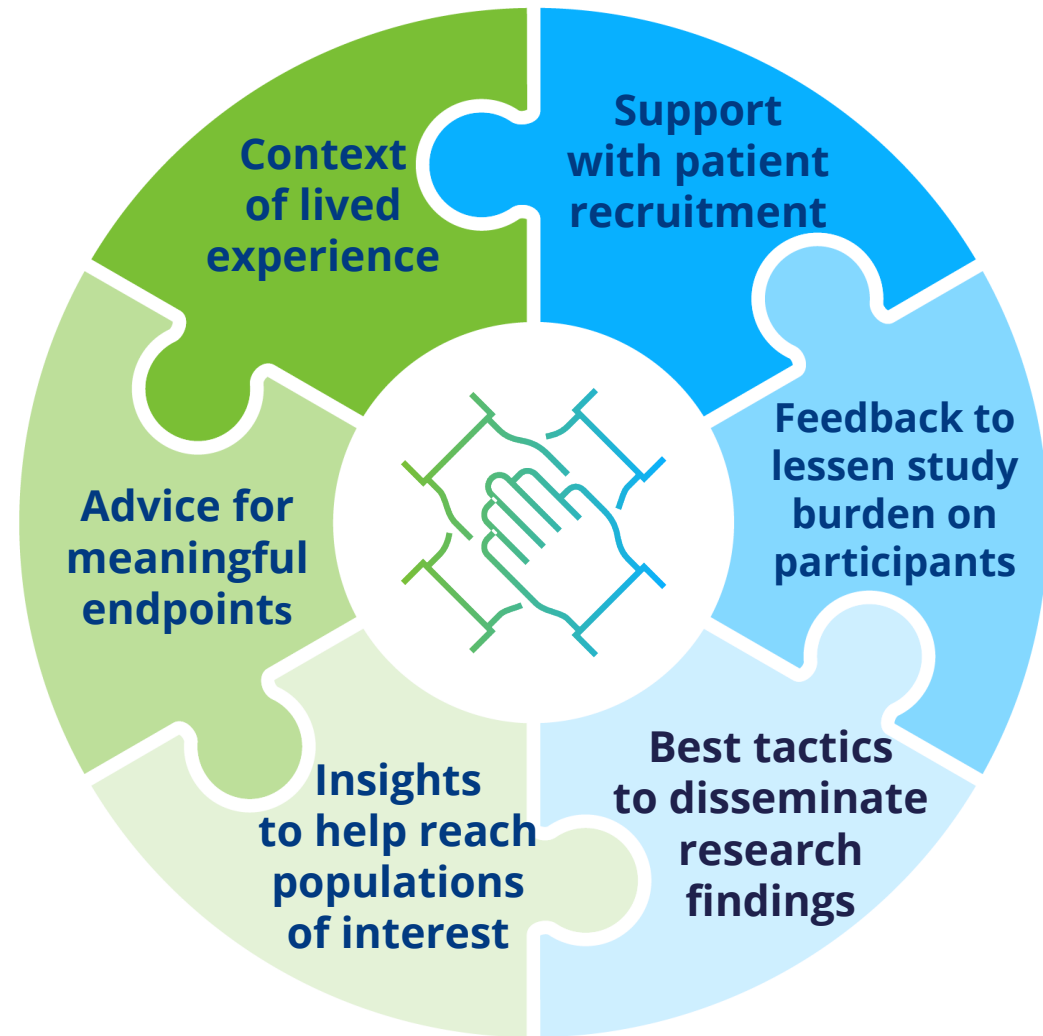 Context
of lived
experience
Support
with patient
recruitment
Feedback to
lessen study
burden on
participants
Best tactics
to disseminate
research
findings
Insights
to help reach
populations
of interest
Advice for
meaningful
endpoints